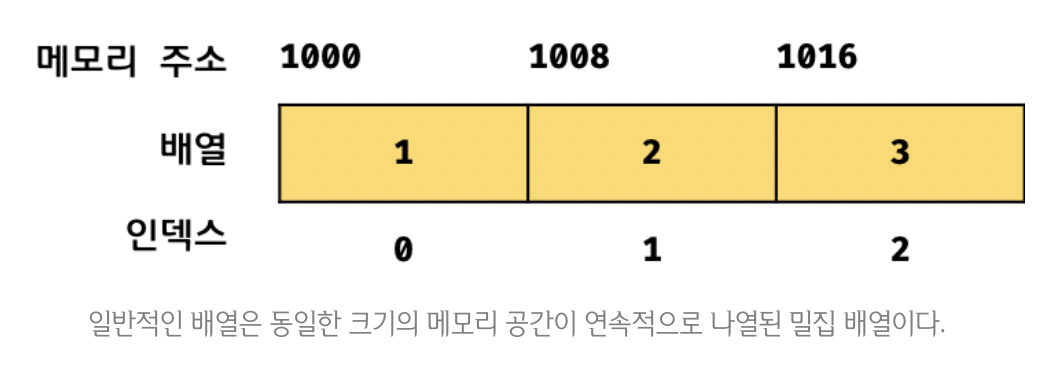 메모리 주소 1000 1008 1016
배열 1 2 3
인덱스 0 1 2
일반적인 배열은 동일한 크기의 메모리 공간이 연속적으로 나열된 밀집 배열이다.